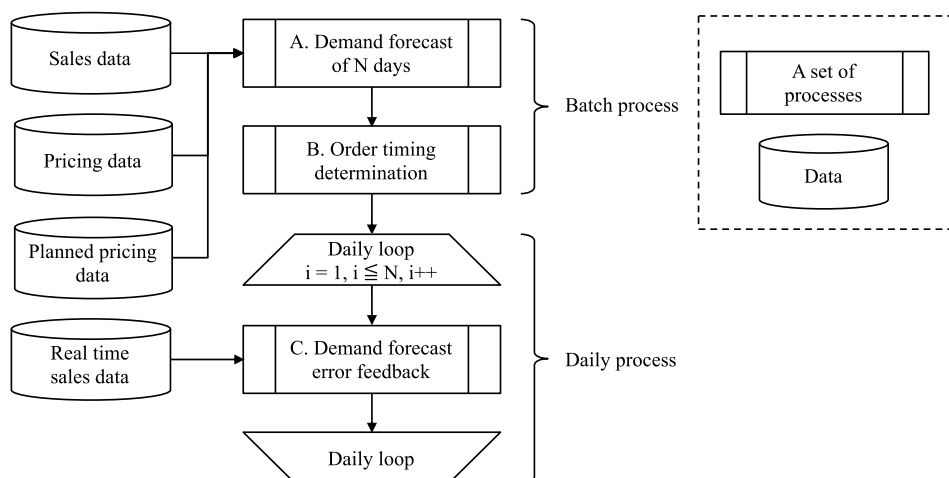 Sales data
A. Demand forecast
of N days
Batch process
A set of
processes
Pricing data
B. Order timing
determination
Data
Planned pricing
data
Daily loop
i = 1, i ≦ N, i++
Real time
sales data
C. Demand forecast
error feedback
Daily process
Daily loop